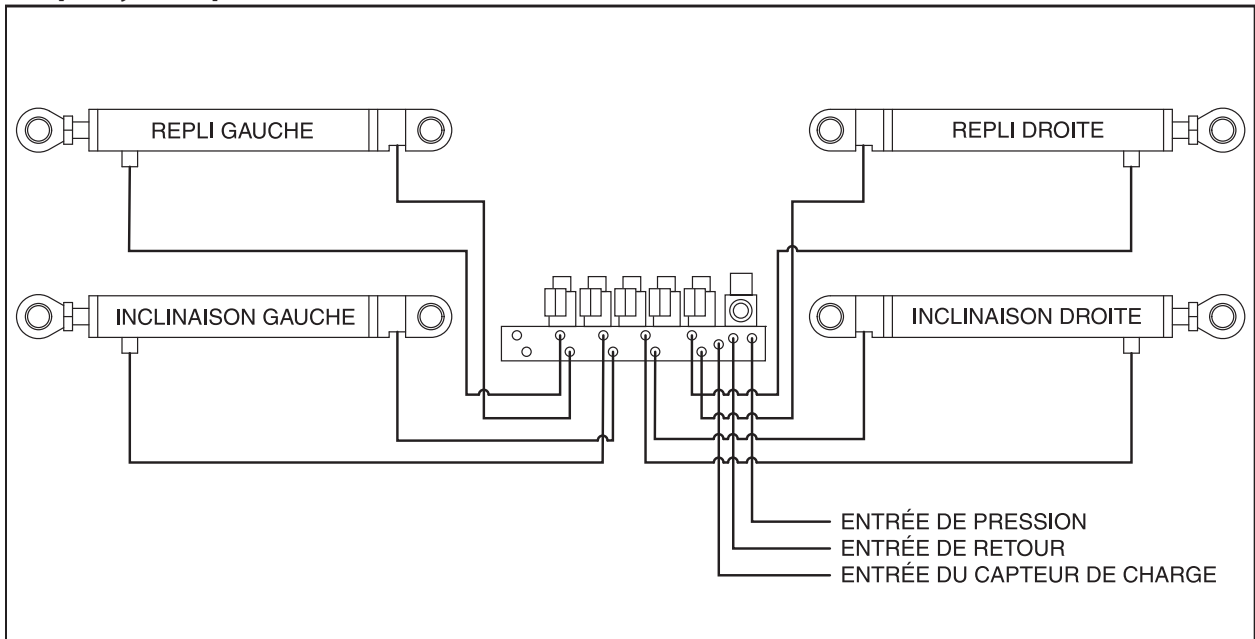 REPLI GAUCHE
REPLI DROITE
INCLINAISON GAUCHE
INCLINAISON DROITE
ENTRÉE DE PRESSION
ENTRÉE DE RETOUR
ENTRÉE DU CAPTEUR DE CHARGE